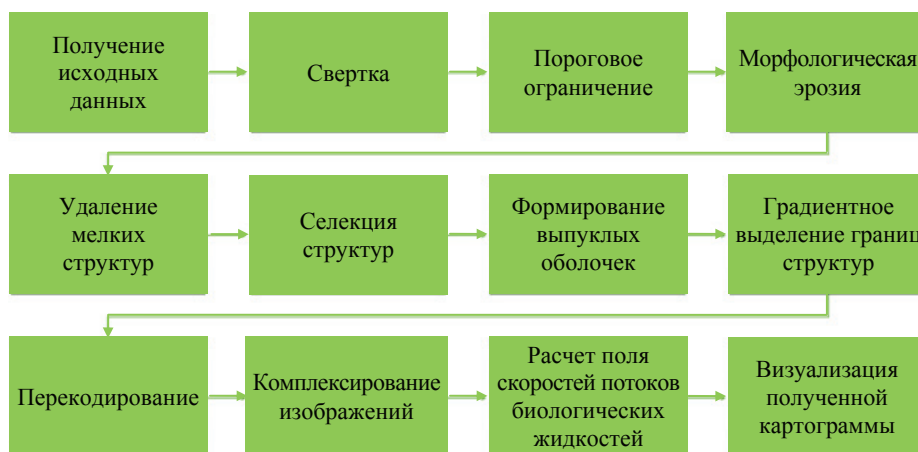 Получение
исходных
данных
Свертка
Пороговое
ограничение
Морфологическая
эрозия
Удаление
мелких
структур
Селекция
структур
Формирование
выпуклых
оболочек
Градиентное
выделение границ
структур
Перекодирование
Комплексирование
изображений
Расчет поля
скоростей потоков
биологических
жидкостей
Визуализация
полученной
картограммы